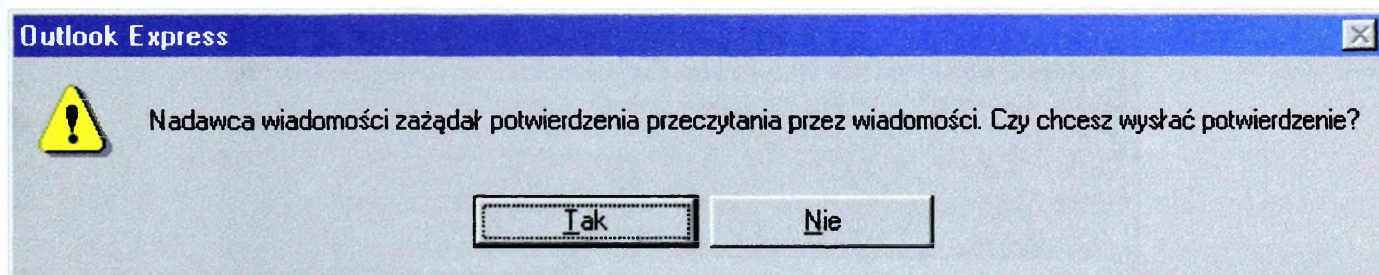 Outlook Express
Nadawca wiadomości zażądał potwierdzenia przeczytania przez wiadomości. Czy chcesz wysłać potwierdzenie?
Tak
Nie